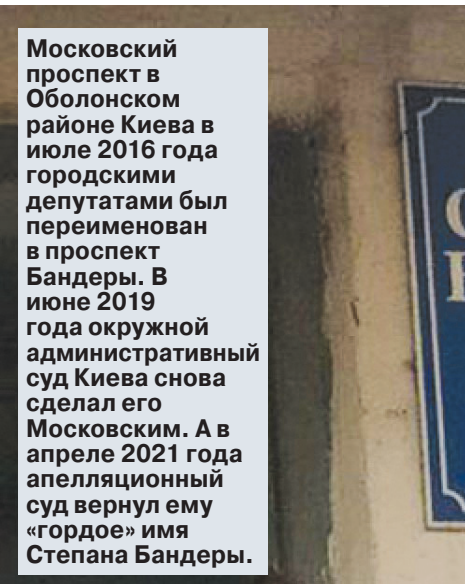 Московский
проспект в
Оболонском
районе Киева в
июле 2016 года
городскими
депутатами был
переименован
в проспект
Бандеры. В
июне 2019
года окружной
административный
суд Киева снова
сделал его
Московским. А в
апреле 2021 года
апелляционный
суд вернул ему
«гордое» имя
Степана Бандеры.